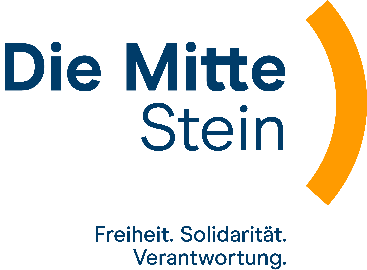 Die Mitte
Stein
Freiheit. Solidarität.
Verantwortung.